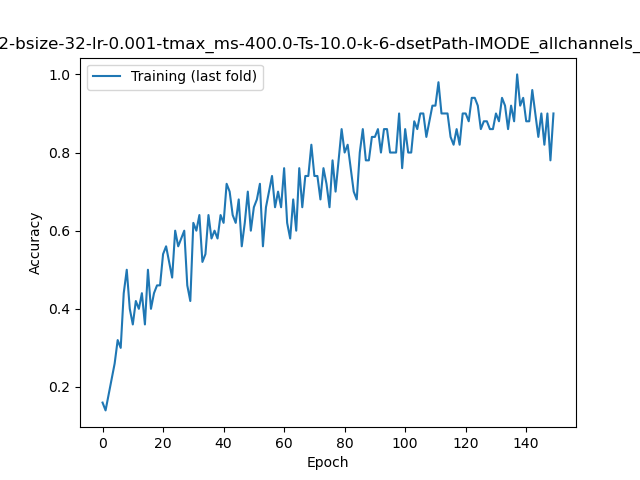 2-bsize-32-lr-0.001-tmax_ms-400.0-Ts-10.0-k-6-dsetPath-IMODE_allchannels_
Training (last fold)
1.0
0.8
0.6
0.4
0.2
Accuracy
0 20 40 60 80 100 120 140
Epoch